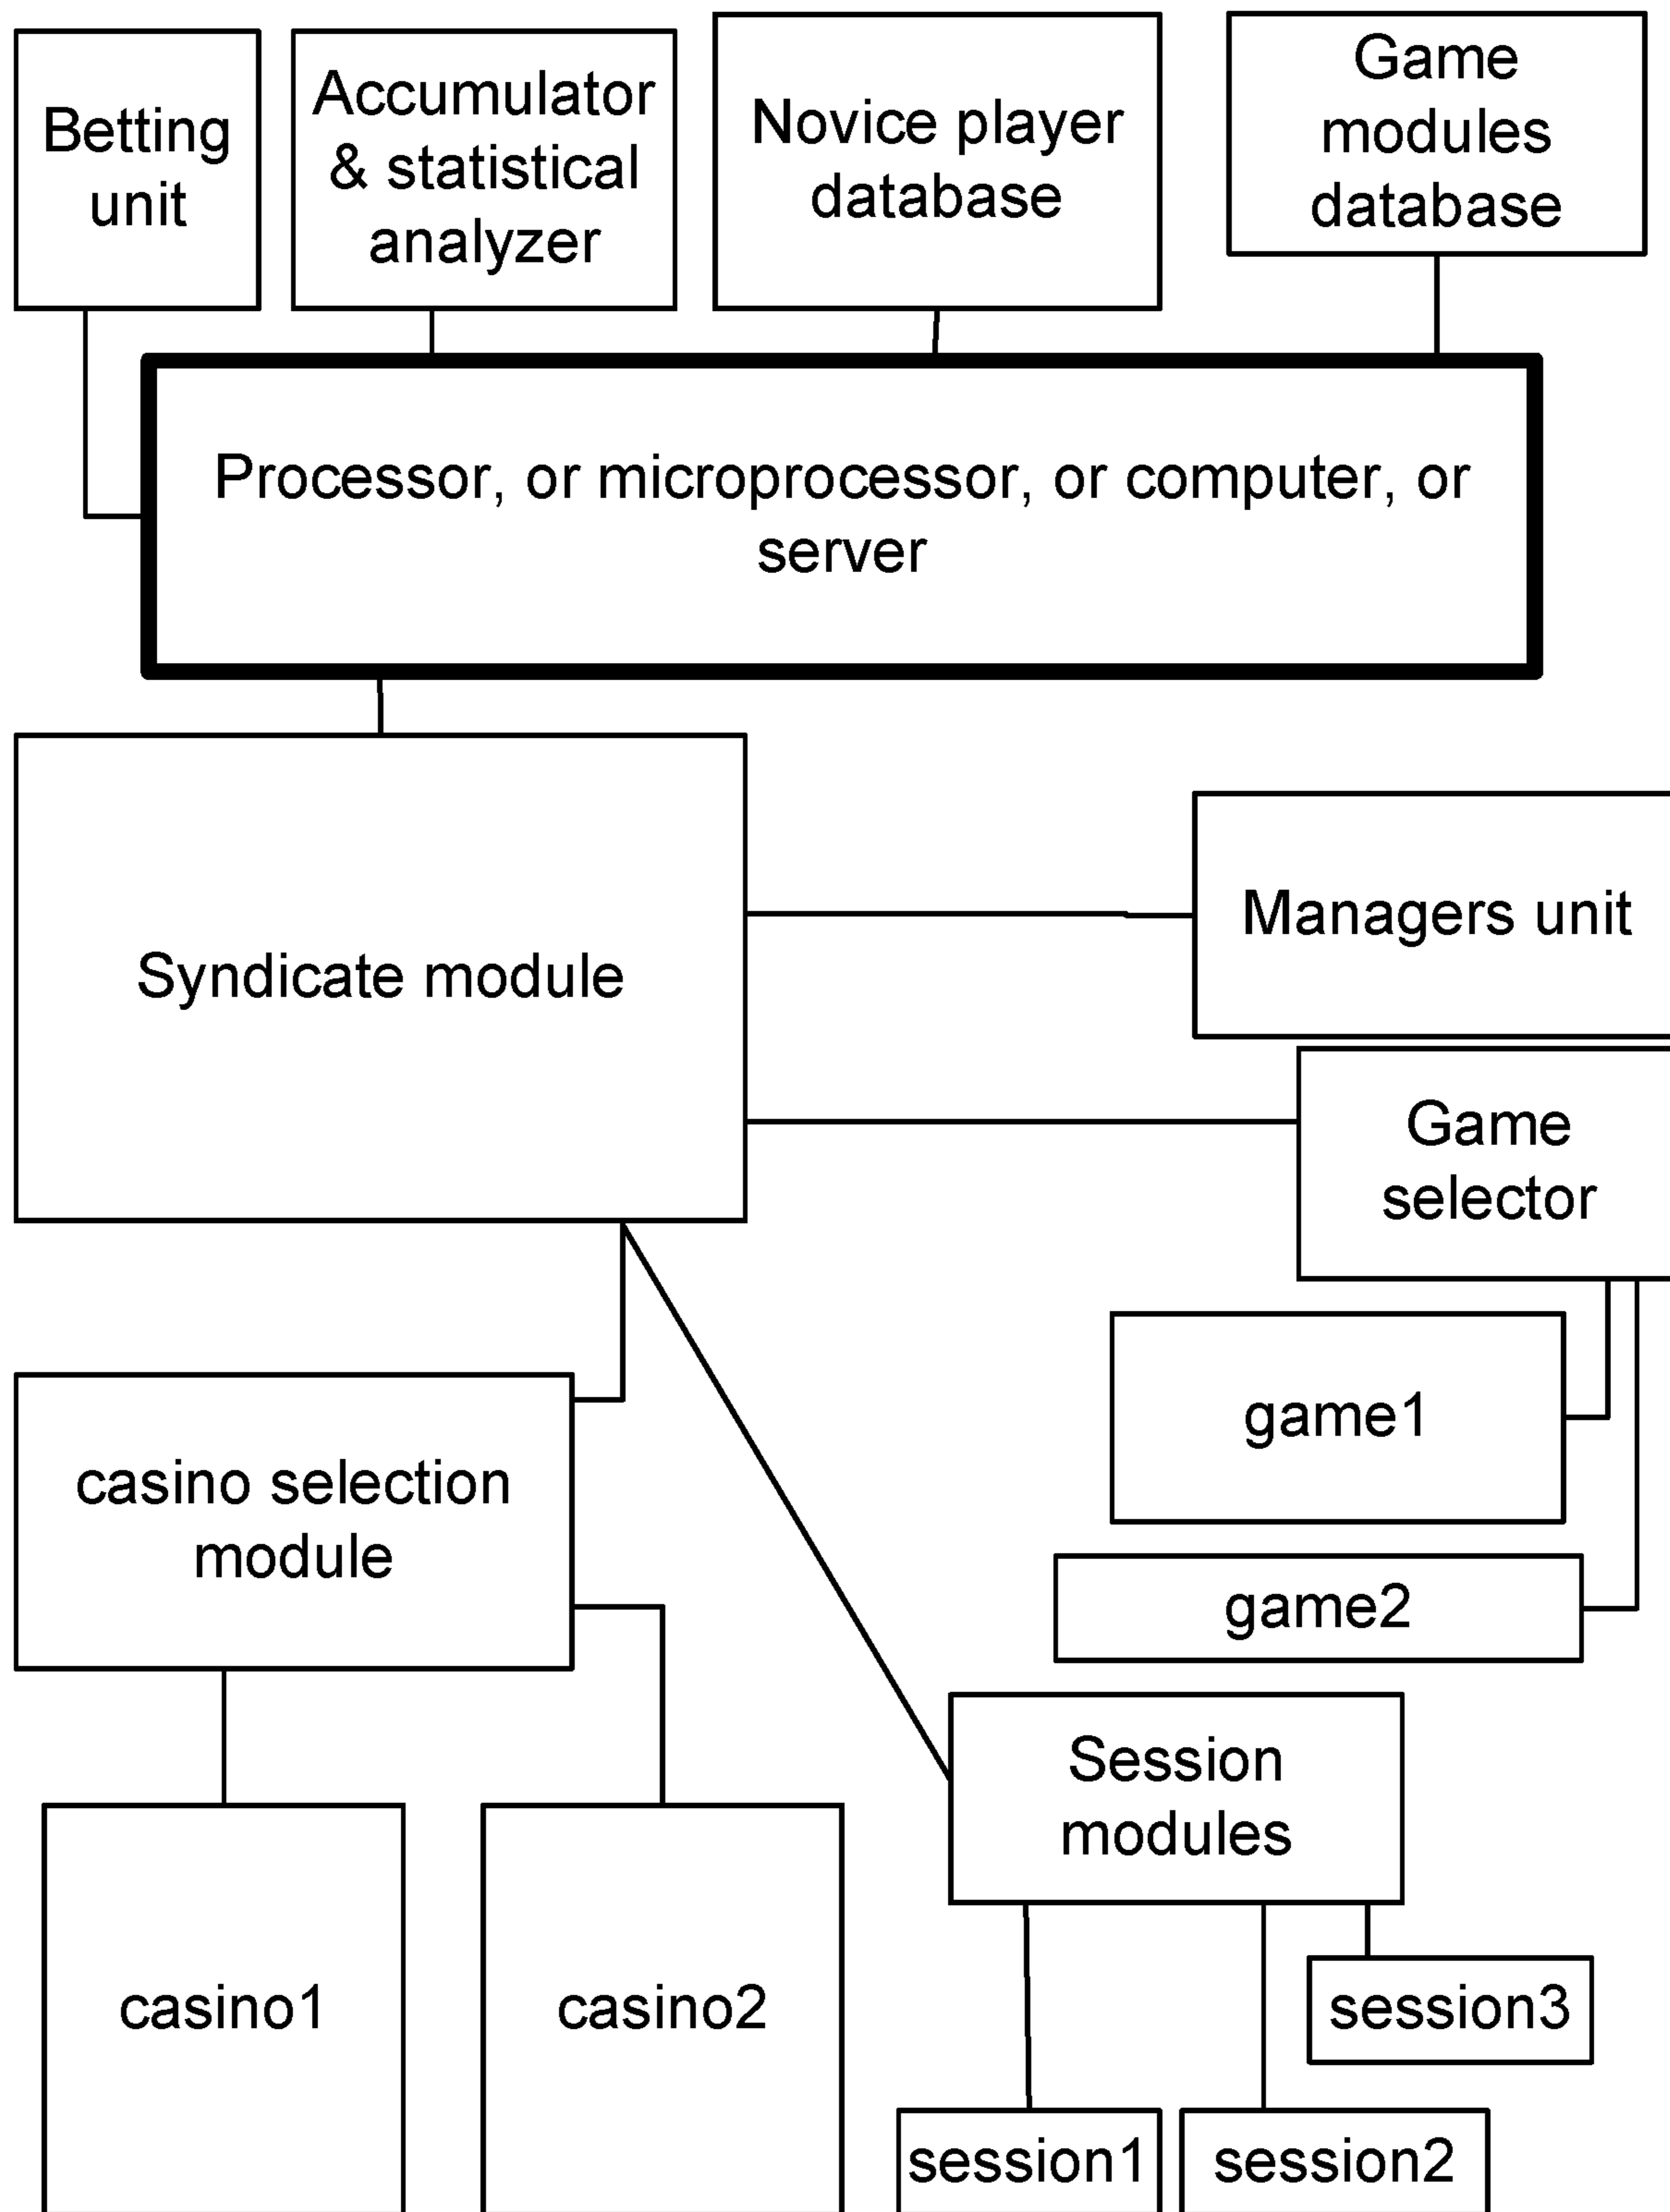 Betting
unit
Accumulator
& statistical
analyzer
Novice player
database
Game
modules
database
Processor, or microprocessor, or computer, or
server
Syndicate module
Managers unit
Game
selector
game1
casino selection
module
game2
Session
modules
casino1
casino2
session3
session1
session2